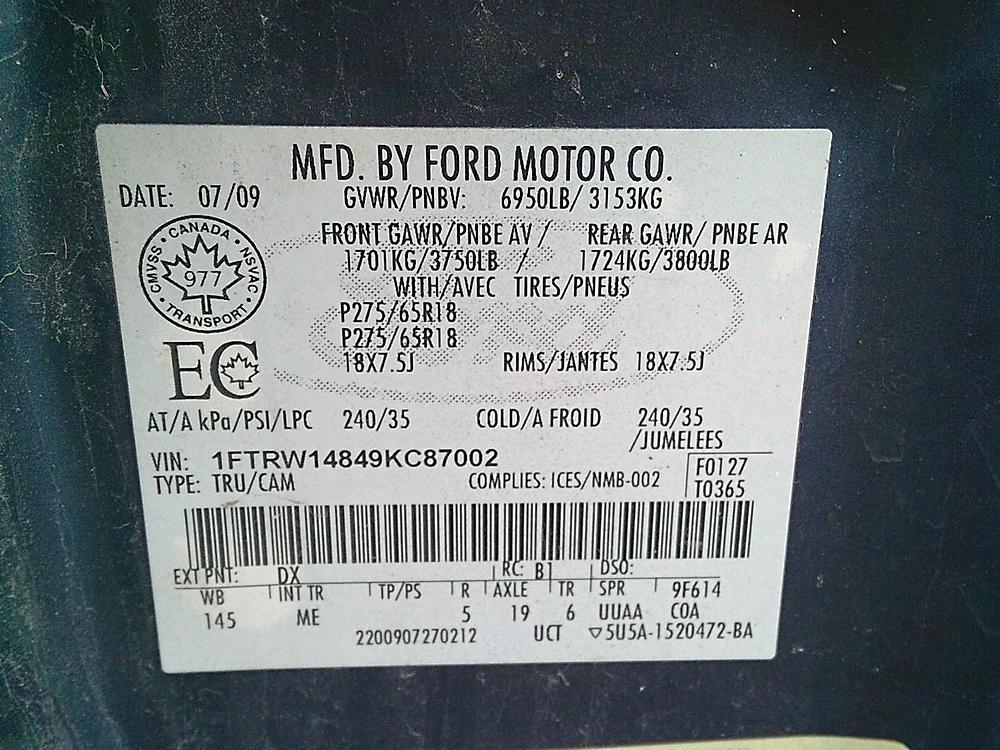 MFD. BY FORD MOTOR CO.
DATE: 07/09 GVWR/PNBV: 6950LB/ 3153KG
FRONT GAWR/PNBE AV / REAR GAWR/ PNBE AR
1701KG/3750LB / 1724KG/3800LB
WITH/AVEC TIRES/PNEUS
CANADA
CMVSS
NSVAC
977
TRANSPORT
P275/65R18
P275/65R18
18X7.5J RIMS/JANTES 18X7.5J
EC
AT/A kPa/PSI/LPC 240/35 COLD/A FROID 240/35
/JUMELEES
VIN: 1FTRW14849KC87002
F0127
TYPE: TRU/CAM COMPLIES: ICES/NMB-002
T0365
EXT PNT: DX RC: B1 DSO:
WB INT TR TP/PS R AXLE TR SPR 9F614
145 ME 5 19 6 UUAA COA
2200907270212 UCT ▽5U5A-1520472-BA